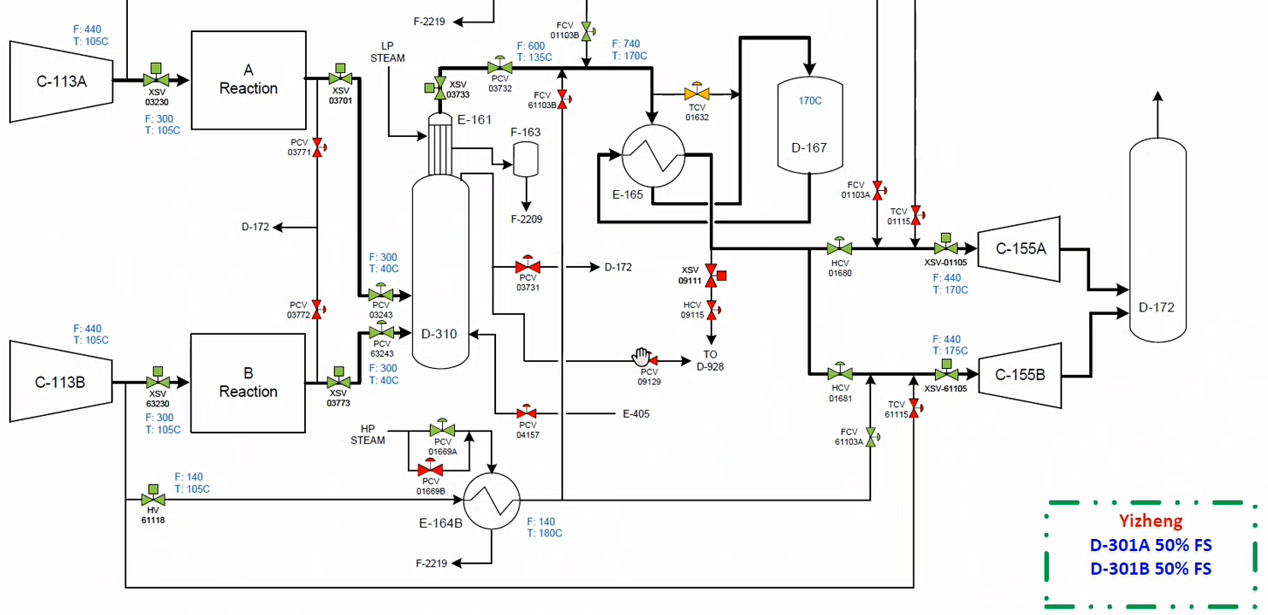 F-2219
FCV
01103B
F: 440
T: 105C
LP
STEAM
F: 600
T: 135C
F: 740
T: 170C
C-113A
XSV
03230
A
Reaction
XSV
03701
XSV
03733
PCV
03732
FCV
61103B
TCV
01632
170C
D-167
F: 300
T: 105C
PCV
03771
E-161
F-163
E-165
F-2209
FCV
01103A
TCV
01115
D-172
F: 300
T: 40C
PCV
03731
D-172
XSV
09111
HCV
01680
XSV-01105
C-155A
F: 440
T: 170C
PCV
03243
PCV
03772
HCV
09115
D-172
F: 440
T: 105C
D-310
PCV
63243
F: 440
T: 175C
C-113B
XSV
63230
B
Reaction
XSV
03773
F: 300
T: 40C
PCV
09129
TO
D-928
HCV
01681
XSV-61105
C-155B
F: 300
T: 105C
PCV
04157
E-405
TCV
61115
HP
STEAM
PCV
01669A
FCV
61103A
PCV
01669B
F: 140
T: 105C
HV
61118
E-164B
F: 140
T: 180C
F-2219
Yizheng
D-301A 50% FS
D-301B 50% FS